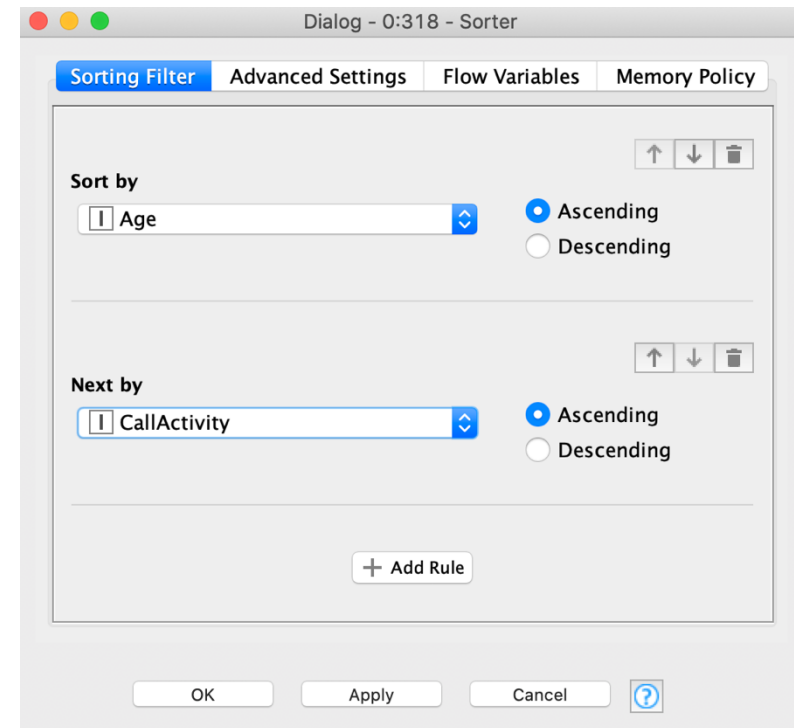 Dialog - 0:318 - Sorter
Sorting Filter Advanced Settings Flow Variables Memory Policy
Sort by
I Age
Ascending
Descending
Next by
I CallActivity
Ascending
Descending
+ Add Rule
OK Apply Cancel ?